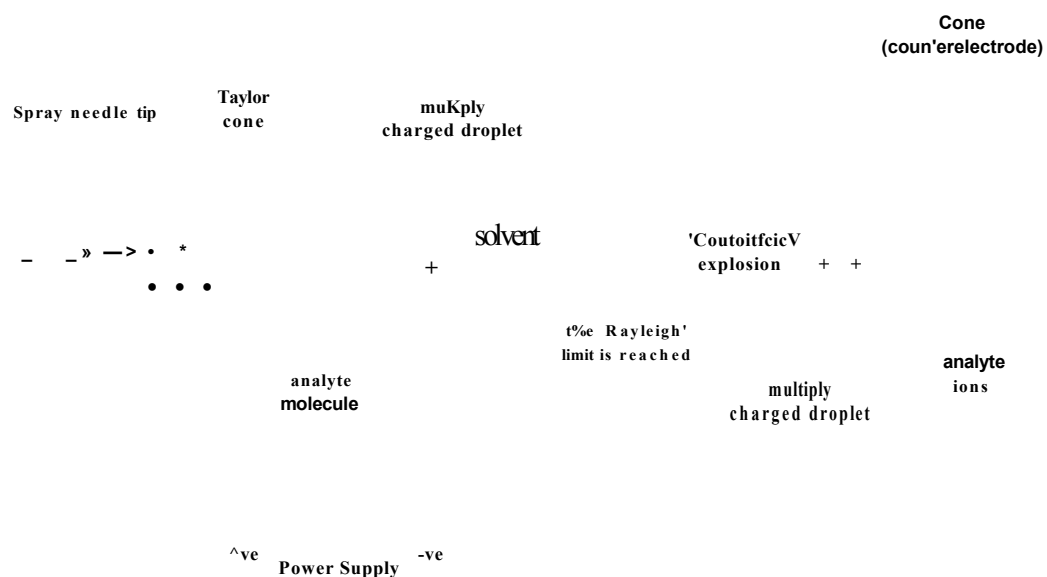 Cone
(coun'erelectrode)
Spray needle tip
Taylor
cone
muKply
charged droplet
_ _» —> • *
• • •
solvent
+
'CoutoitfcicV
explosion + +
t%e Rayleigh'
limit is reached
analyte
molecule
multiply
charged droplet
analyte
ions
^ve
Power Supply
-ve